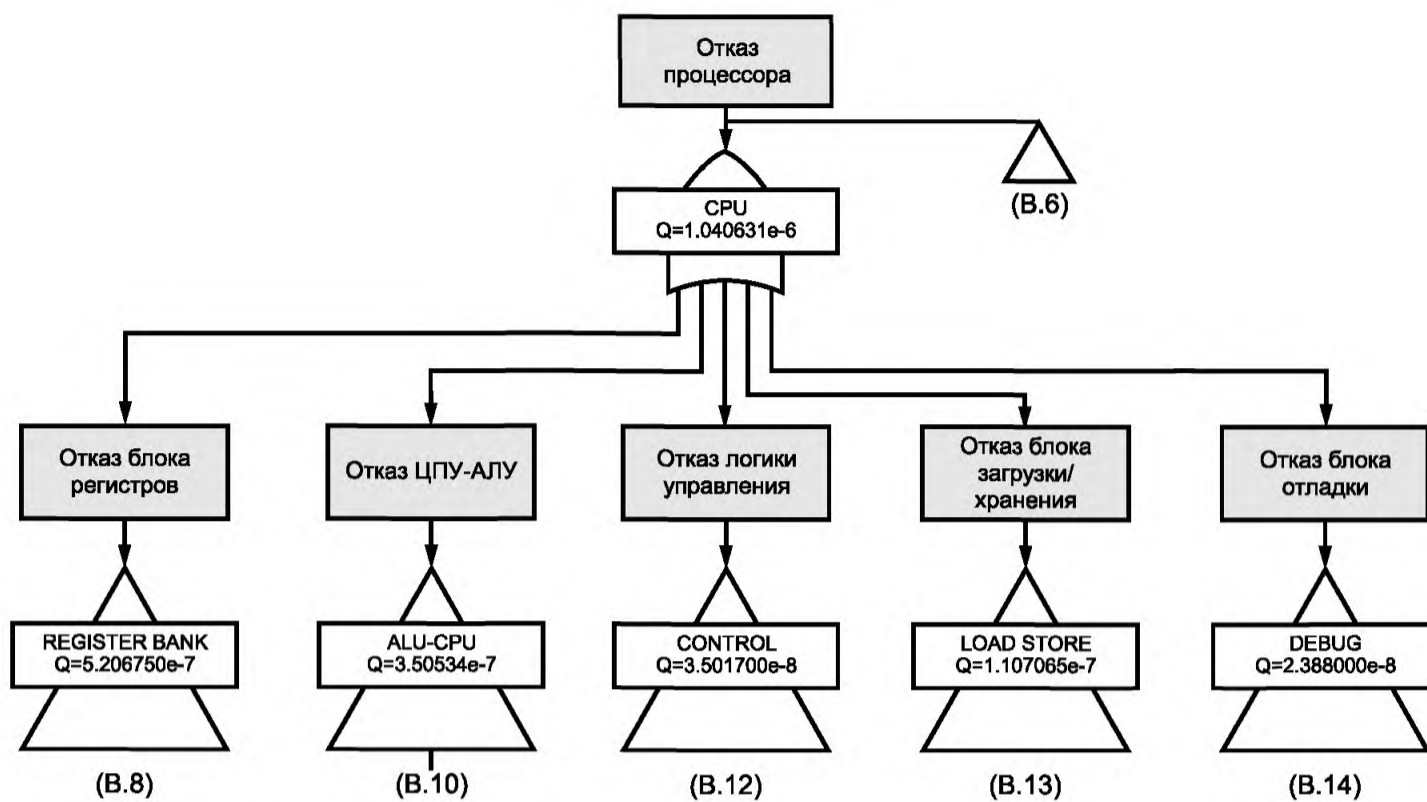 Отказ
процессора
(В.6)
CPU
Q=1.040631e-6
Отказ блока
регистров
Отказ ЦПУ-АЛУ
Отказ логики
управления
Отказ блока
загрузки/
хранения
Отказ блока
отладки
REGISTER BANK
Q=5.206750e-7
ALU-CPU
Q=3.50534e-7
CONTROL
Q=3.501700e-8
LOAD STORE
Q=1.107065e-7
DEBUG
Q=2.388000e-8
(В.8)
(В.10)
(В.12)
(В.13)
(В.14)